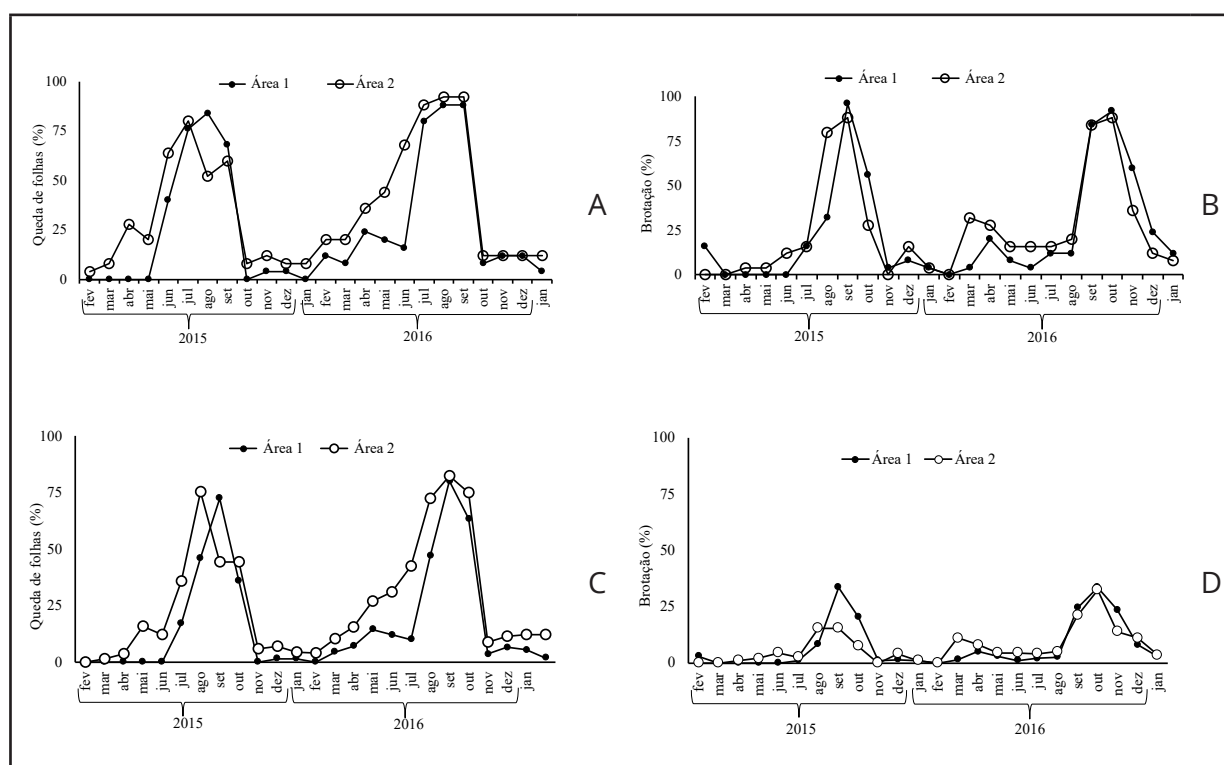 Área 1 Área 2
Queda de folhas (%)
100
75
50
25
0
fev mar abr mai jun jul ago set out nov dez jan fev mar abr mai jun jul ago set out nov dez jan
2015 2016
A
Área 1 Área 2
Brotação (%)
100
75
50
25
0
fev mar abr mai jun jul ago set out nov dez jan fev mar abr mai jun jul ago set out nov dez jan
2015 2016
B
Área 1 Área 2
Queda de folhas (%)
100
75
50
25
0
fev mar abr mai jun jul ago set out nov dez jan fev mar abr mai jun jul ago set out nov dez jan
2015 2016
C
Área 1 Área 2
Brotação (%)
100
75
50
25
0
fev mar abr mai jun jul ago set out nov dez jan fev mar abr mai jun jul ago set out nov dez jan
2015 2016
D